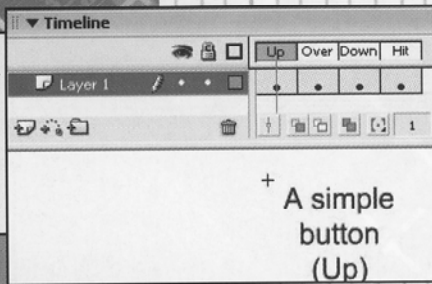 Timeline
Up Over Down Hit
Layer 1
1
A simple
button
(Up)